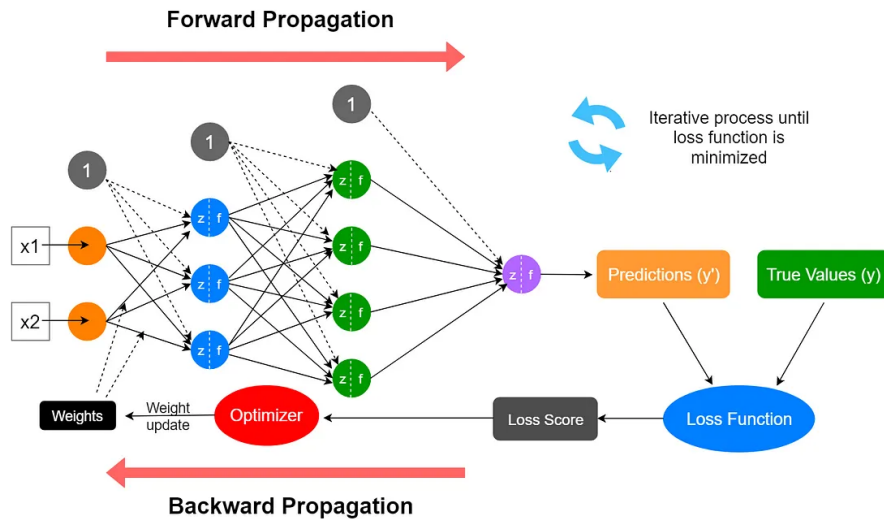 Forward Propagation
1
1
1
Iterative process until
loss function is
minimized
z f
z f
x1
z f
z f
z f
Predictions (y')
True Values (y)
x2
z f
z f
z f
Weights
Weight
update
Optimizer
Loss Score
Loss Function
Backward Propagation